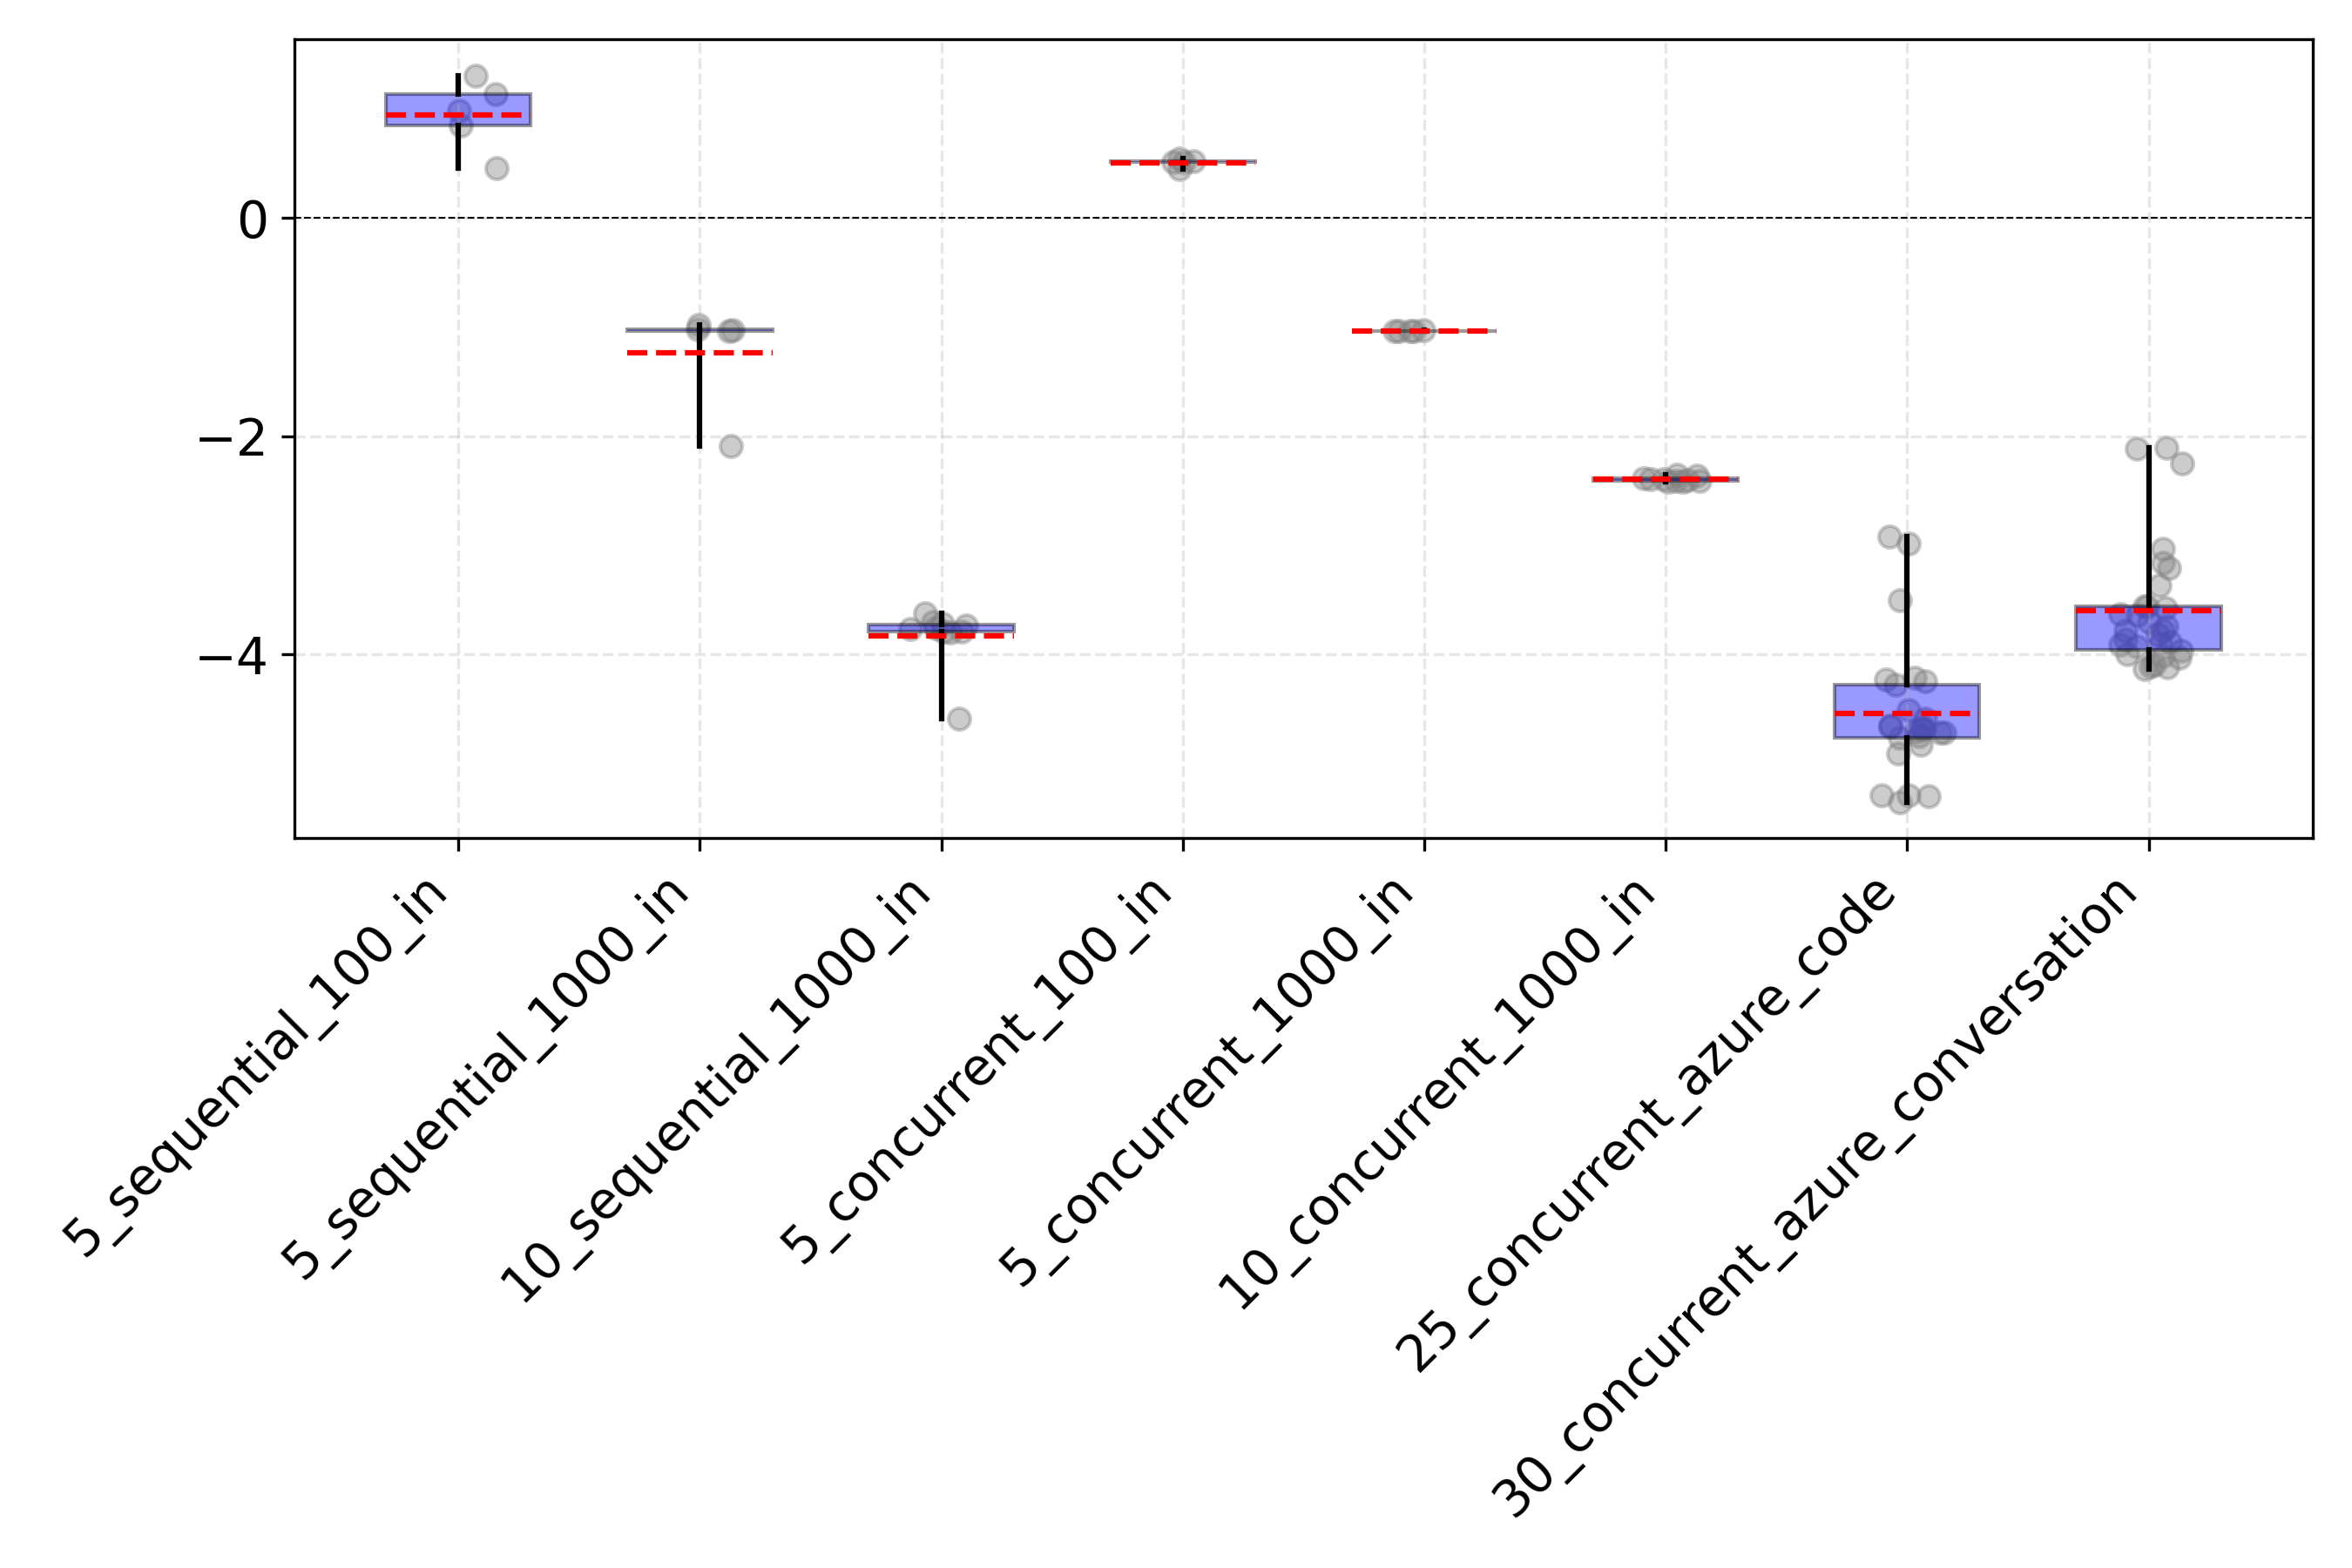 0
−2
−4
5_sequential_100_in
5_sequential_1000_in
10_sequential_1000_in
5_concurrent_100_in
5_concurrent_1000_in
10_concurrent_1000_in
25_concurrent_azure_code
30_concurrent_azure_conversation